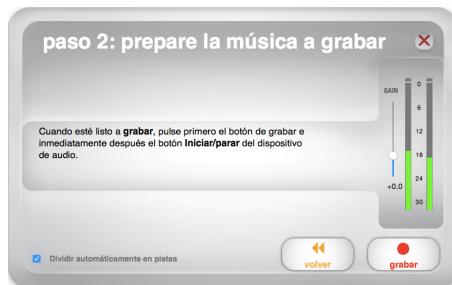 paso 2: prepare la música a grabar
GAIN
0
6
12
18
24
30
+0.0
Cuando esté listo a grabar, pulse primero el botón de grabar e
inmediatamente después el botón Iniciar/parar del dispositivo
de audio.
Dividir automáticamente en pistas
volver
grabar